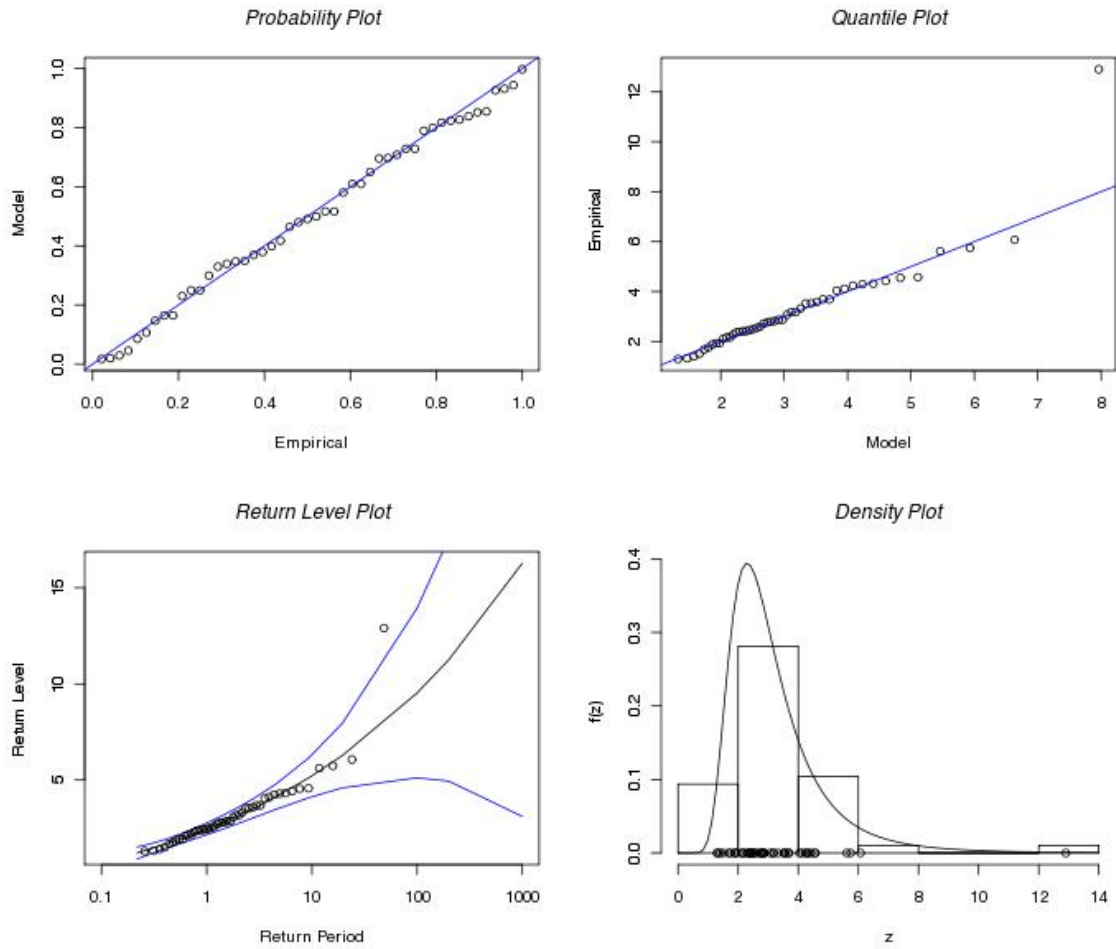 Probability Plot
Model
0.0 0.2 0.4 0.6 0.8 1.0
0.0 0.2 0.4 0.6 0.8 1.0
Empirical
Quantile Plot
Empirical
2 4 6 8 10 12
2 3 4 5 6 7 8
Model
Return Level Plot
Return Level
5 10 15
0.1 1 10 100 1000
Return Period
Density Plot
f(z)
0.0 0.1 0.2 0.3 0.4
0 2 4 6 8 10 12 14
z